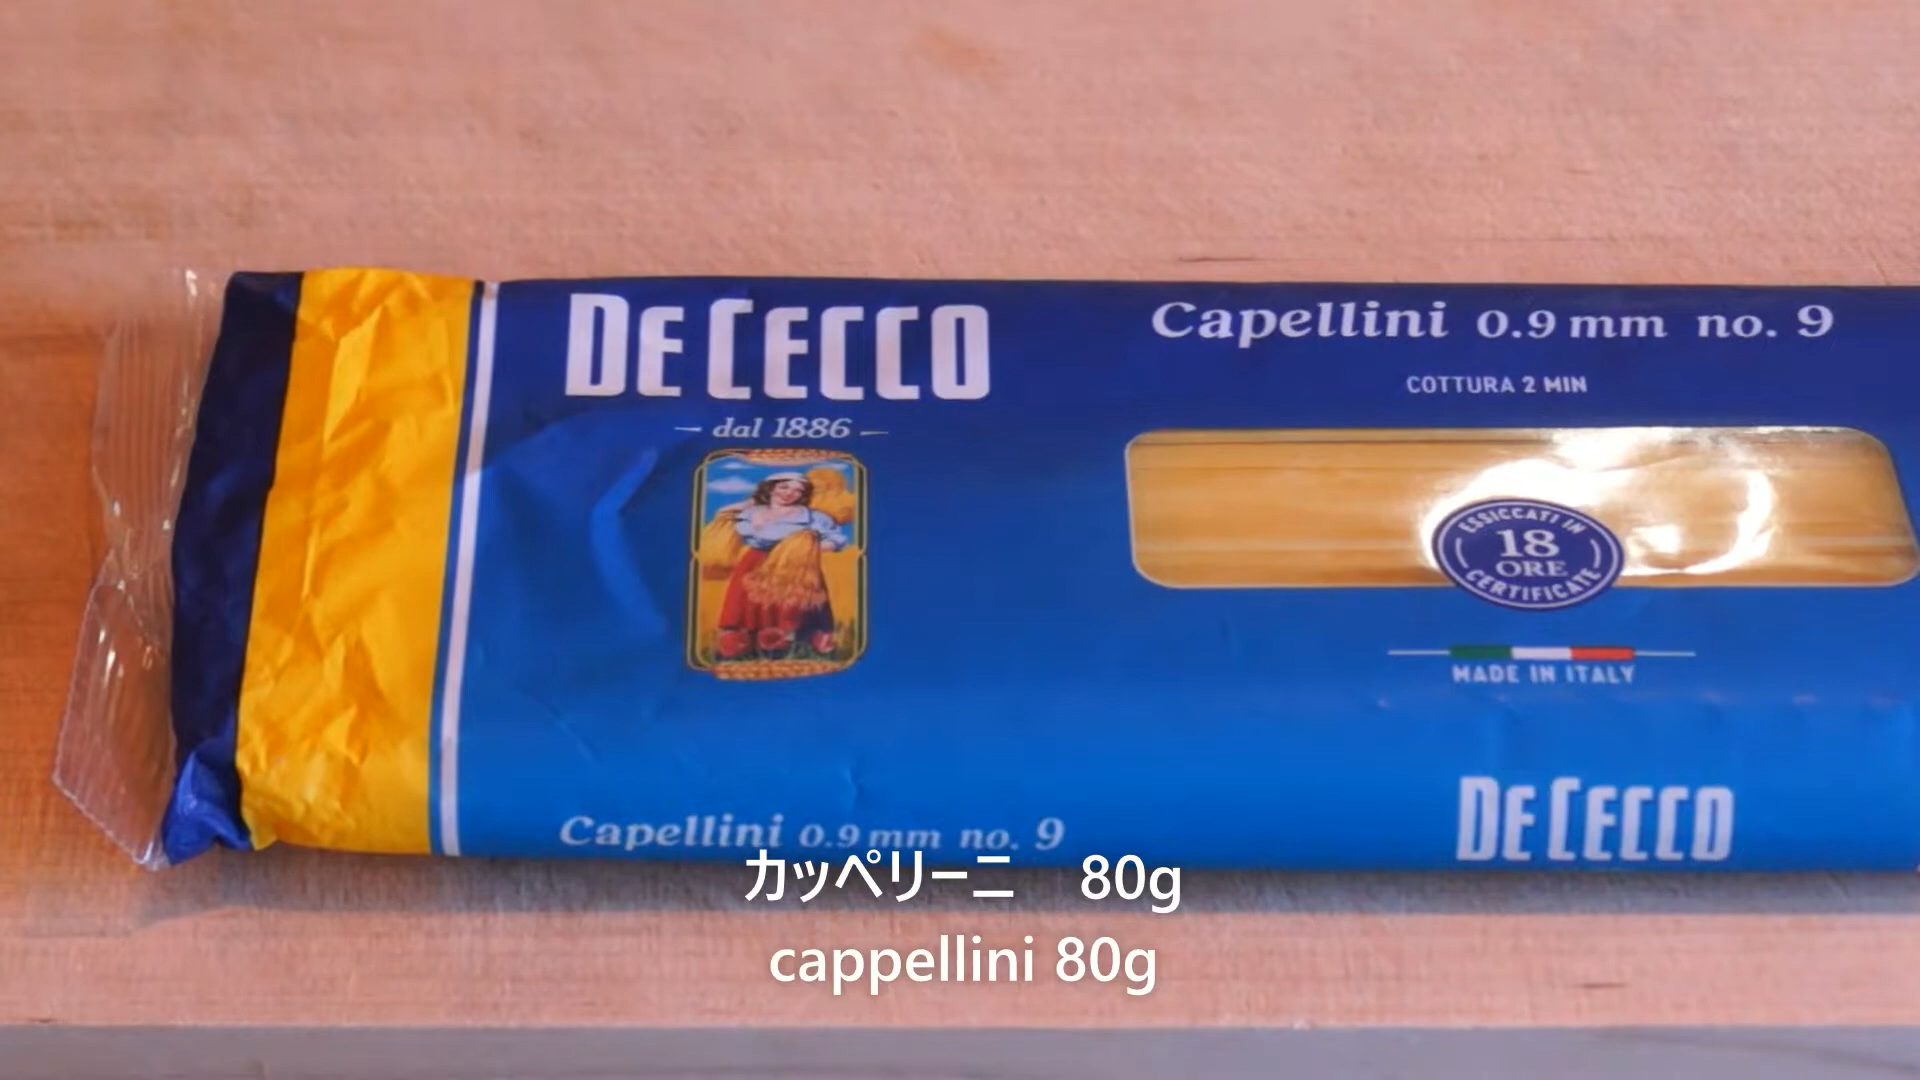 DE CECCO
dal 1886
Capellini 0.9 mm no. 9
COTTURA 2 MIN
ESSICCATI IN
18
ORE
CERTIFICATE
MADE IN ITALY
DE CECCO
Capellini 0.9 mm no. 9
カッペリーニ　80g
cappellini 80g